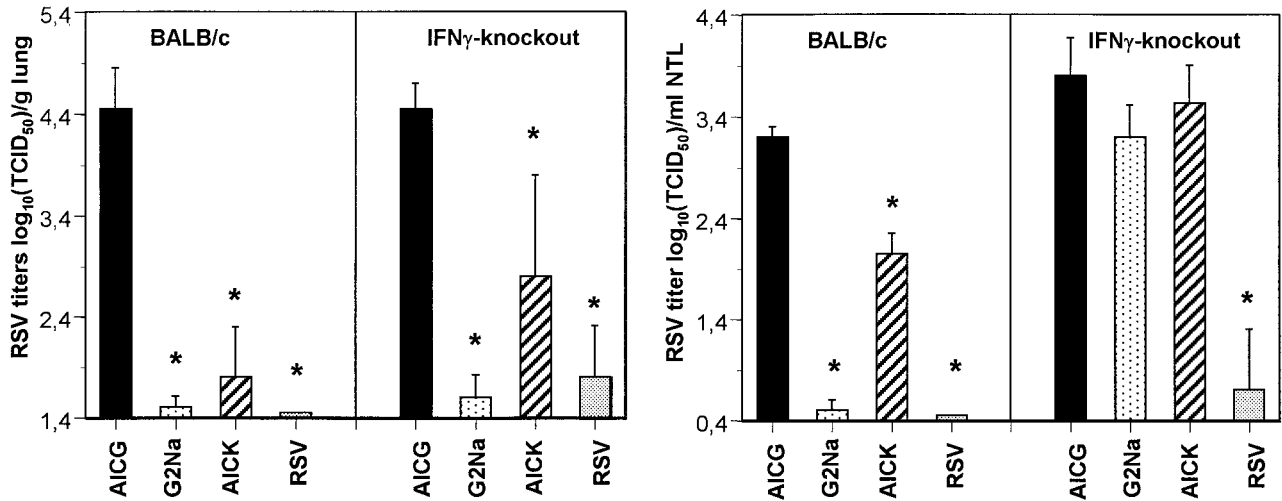 RSV titers log₁₀(TCID₅₀)/g lung
5,4
4,4
3,4
2,4
1,4
BALB/c
IFNγ-knockout
*
*
*
*
*
*
AICG
G2Na
AICK
RSV
AICG
G2Na
AICK
RSV
RSV titer log₁₀(TCID₅₀)/ml NTL
4,4
3,4
2,4
1,4
0,4
BALB/c
IFNγ-knockout
*
*
*
*
AICG
G2Na
AICK
RSV
AICG
G2Na
AICK
RSV